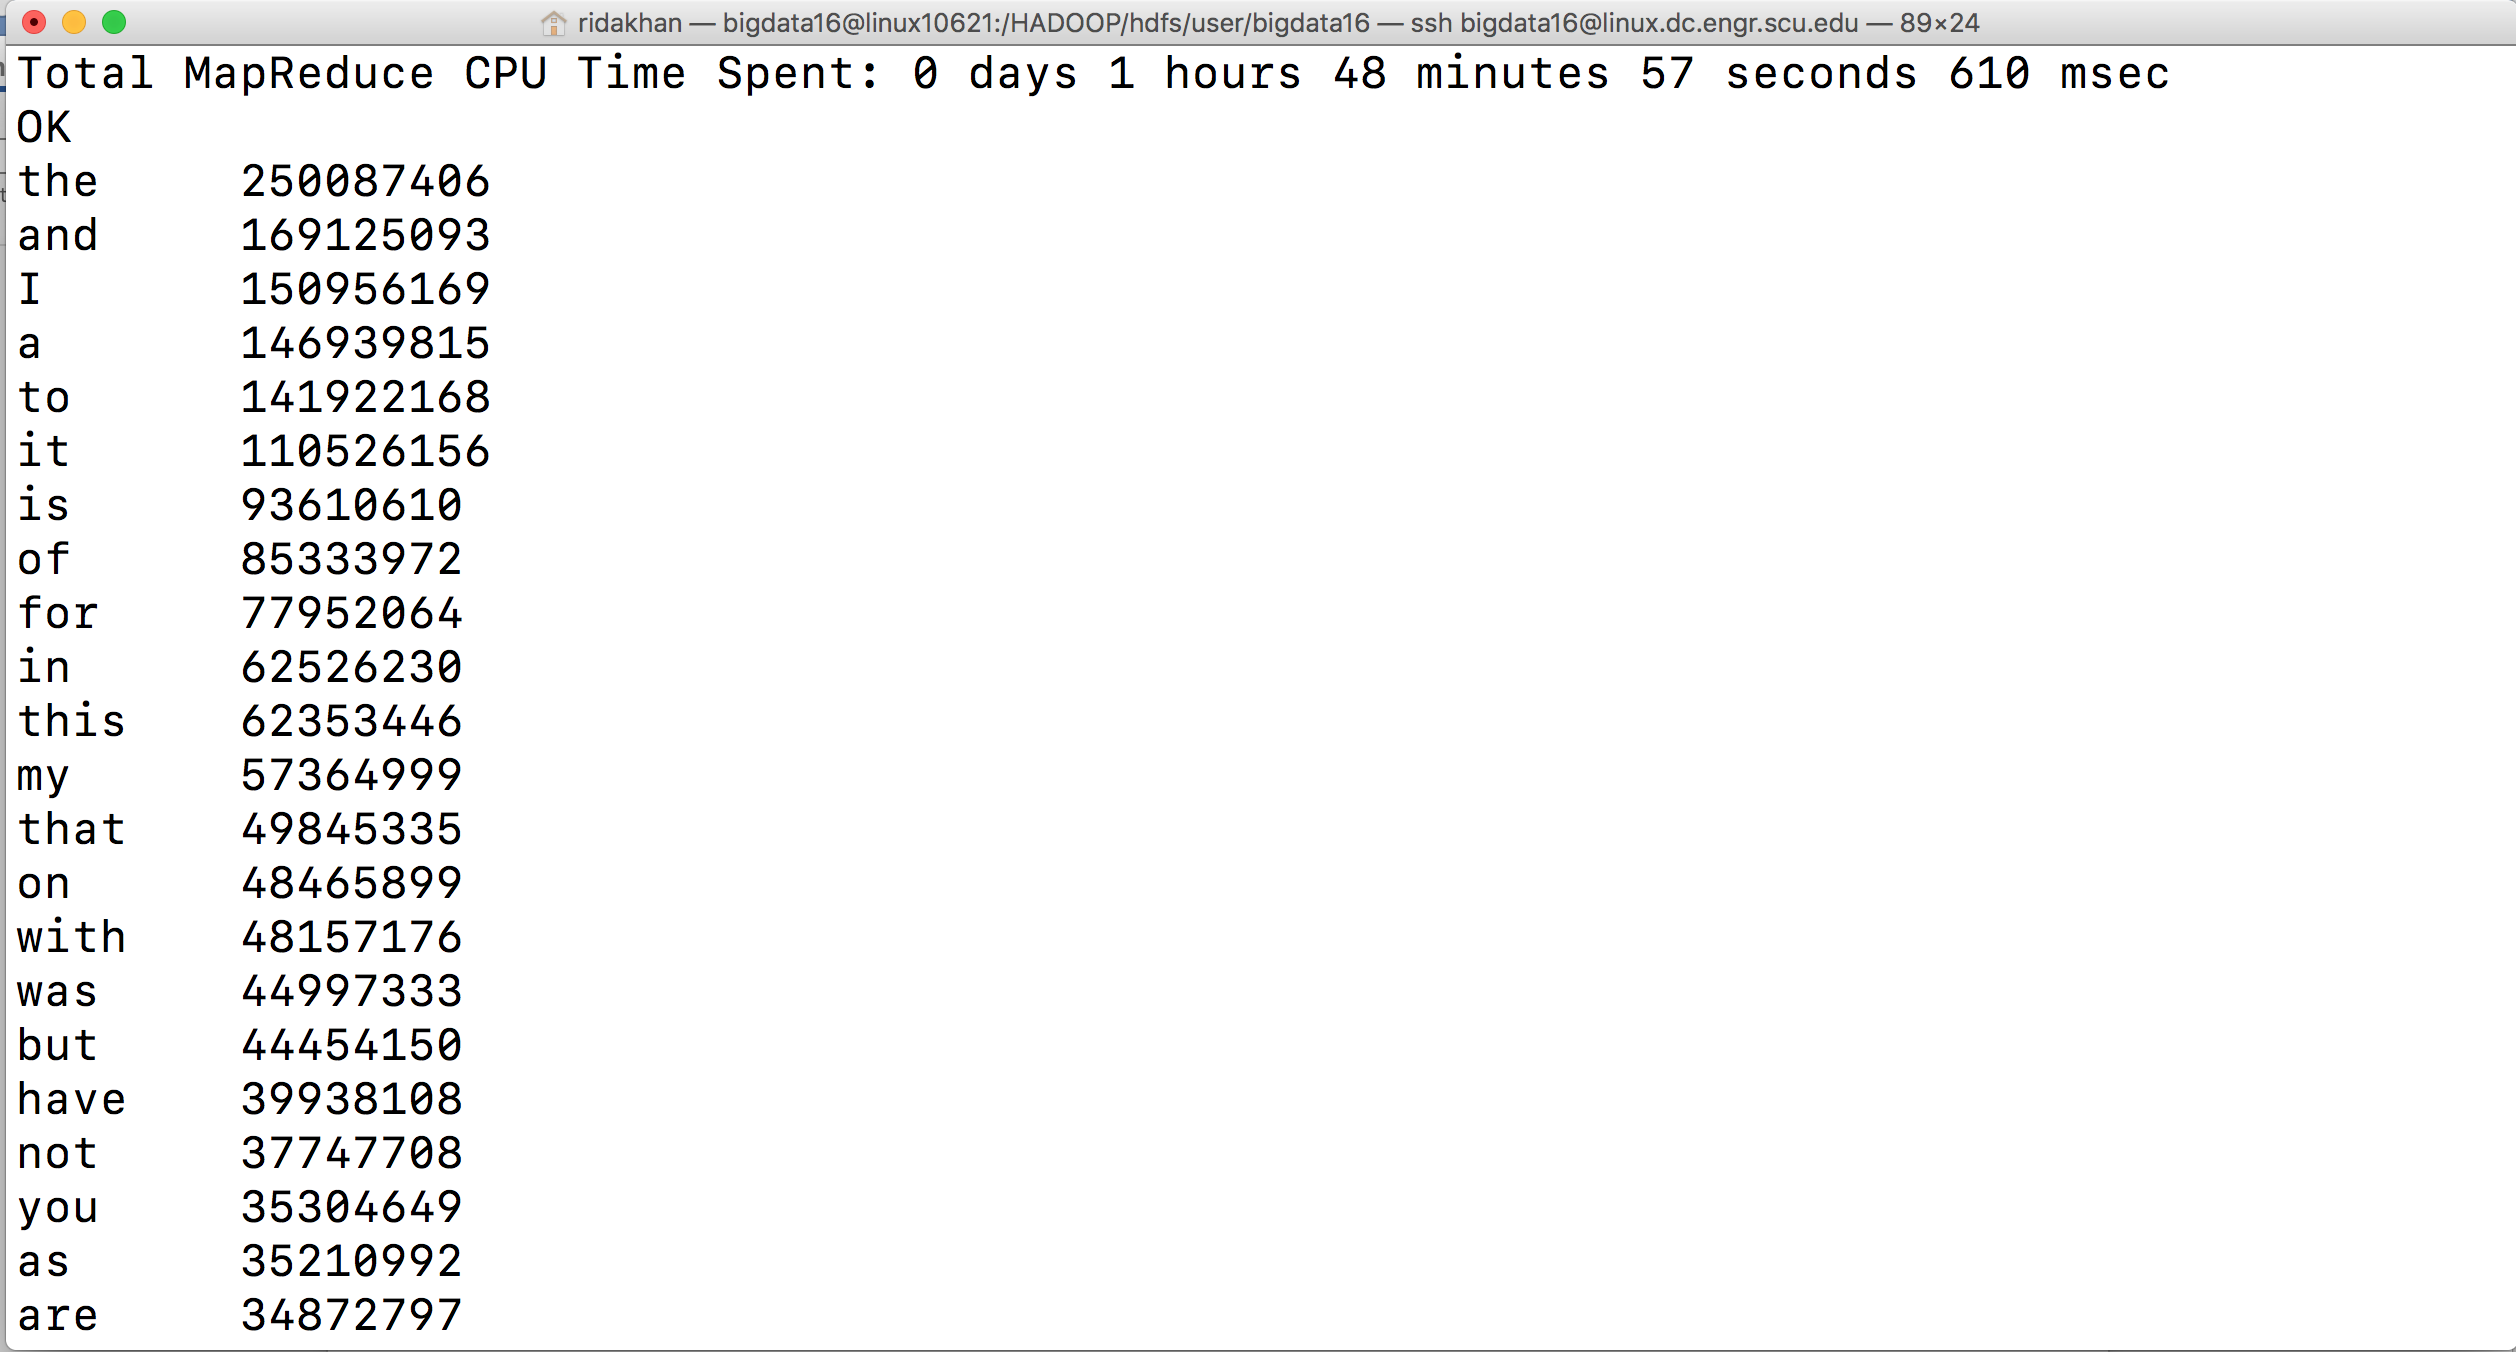 ridakhan — bigdata16@linux10621:/HADOOP/hdfs/user/bigdata16 — ssh bigdata16@linux.dc.engr.scu.edu — 89×24
Total MapReduce CPU Time Spent: 0 days 1 hours 48 minutes 57 seconds 610 msec
OK
the 250087406
and 169125093
I 150956169
a 146939815
to 141922168
it 110526156
is 93610610
of 85333972
for 77952064
in 62526230
this 62353446
my 57364999
that 49845335
on 48465899
with 48157176
was 44997333
but 44454150
have 39938108
not 37747708
you 35304649
as 35210992
are 34872797